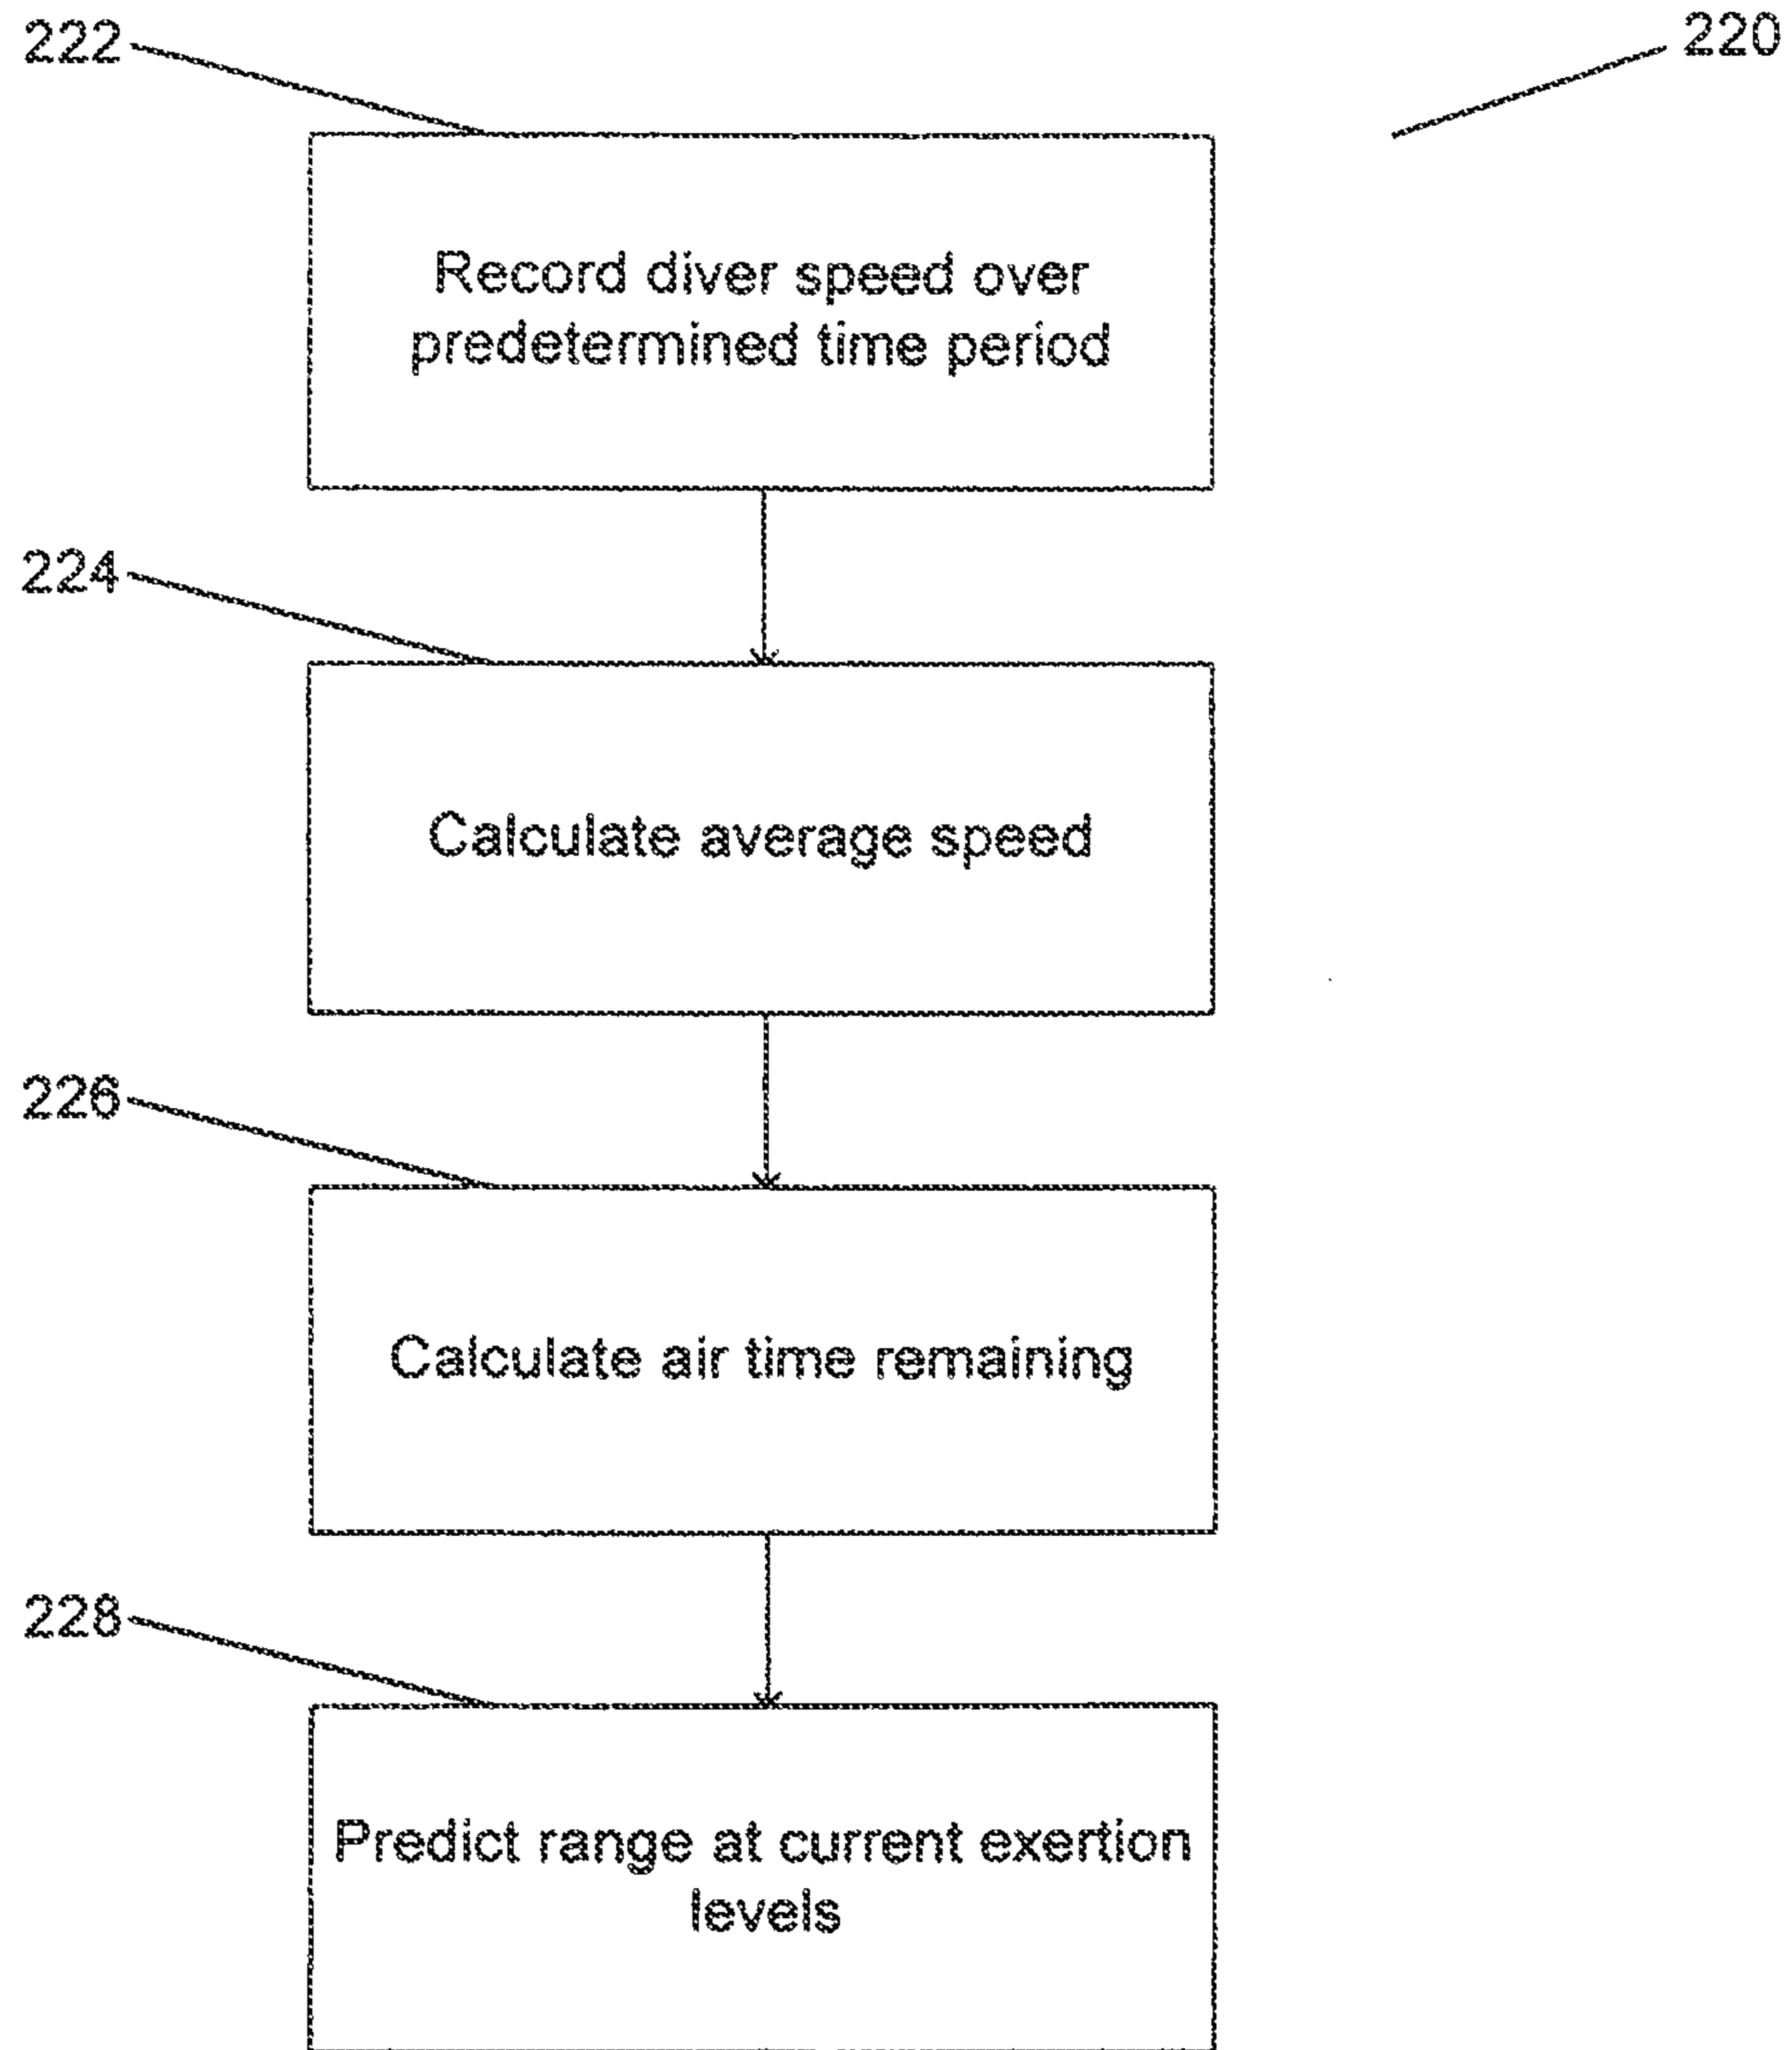 222
220
Record diver speed over
predetermined time period
224
Calculate average speed
226
Calculate air time remaining
228
Predict range at current exertion
levels